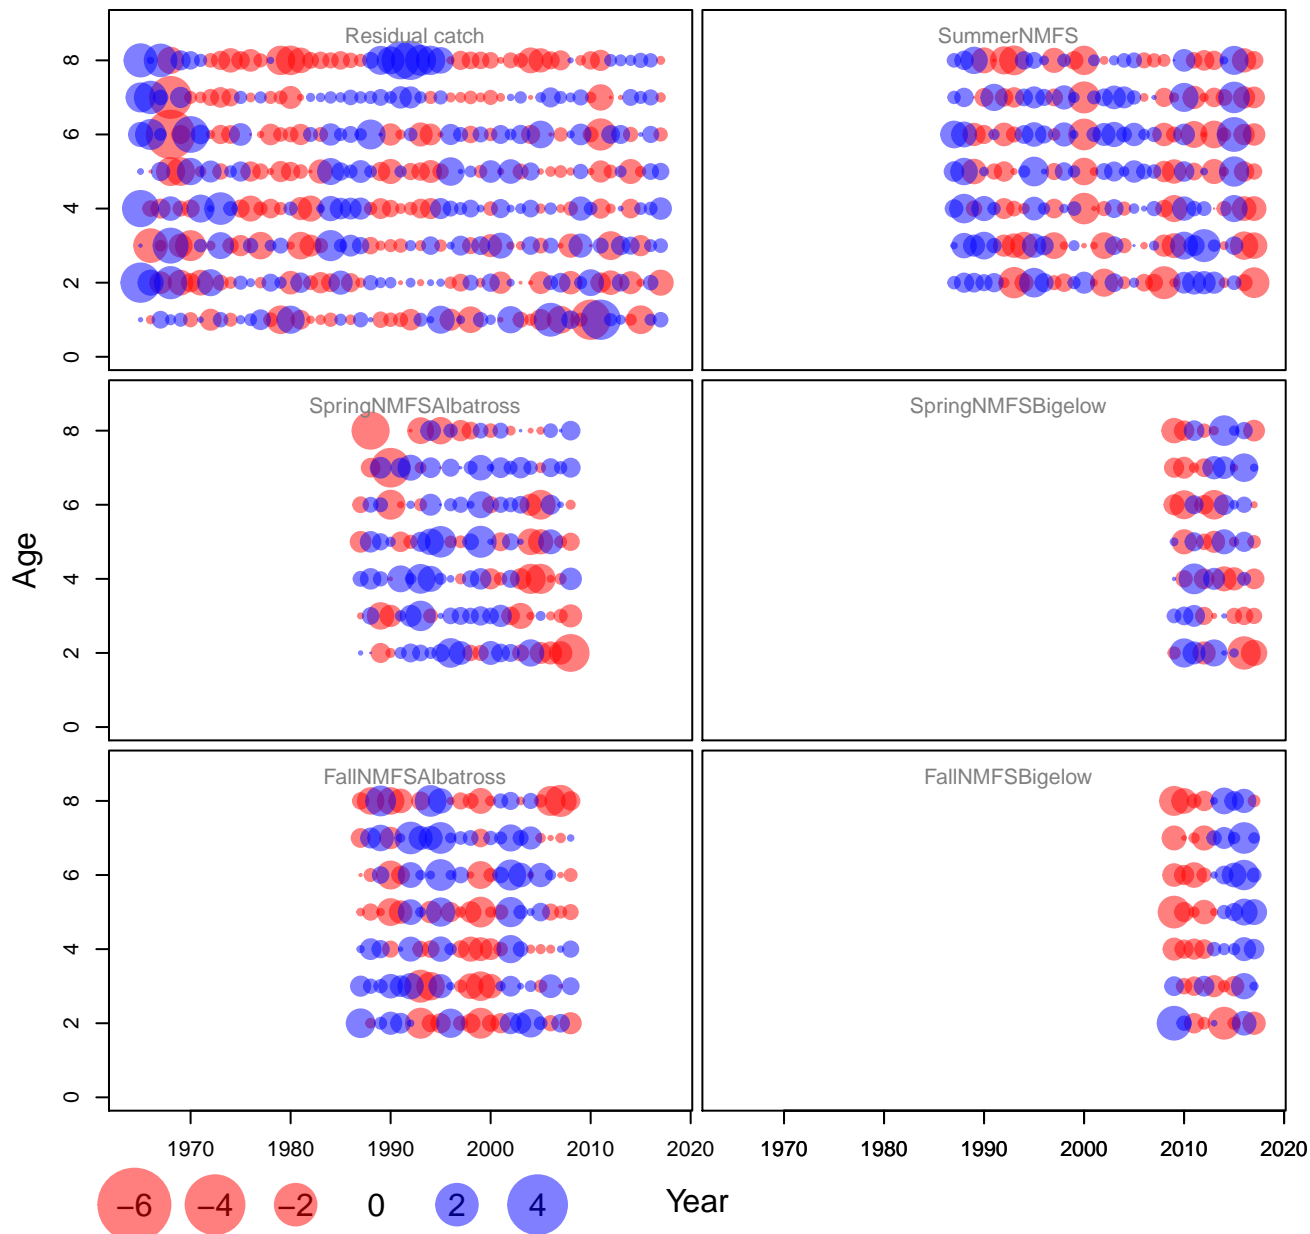 Residual catch
SummerNMFS
8
6
4
2
0
SpringNMFSAlbatross
SpringNMFSBigelow
8
6
4
2
0
Age
FallNMFSAlbatross
FallNMFSBigelow
8
6
4
2
0
1970 1980 1990 2000 2010 2020
1970 1980 1990 2000 2010 2020
−6 −4 −2 0 2 4
Year